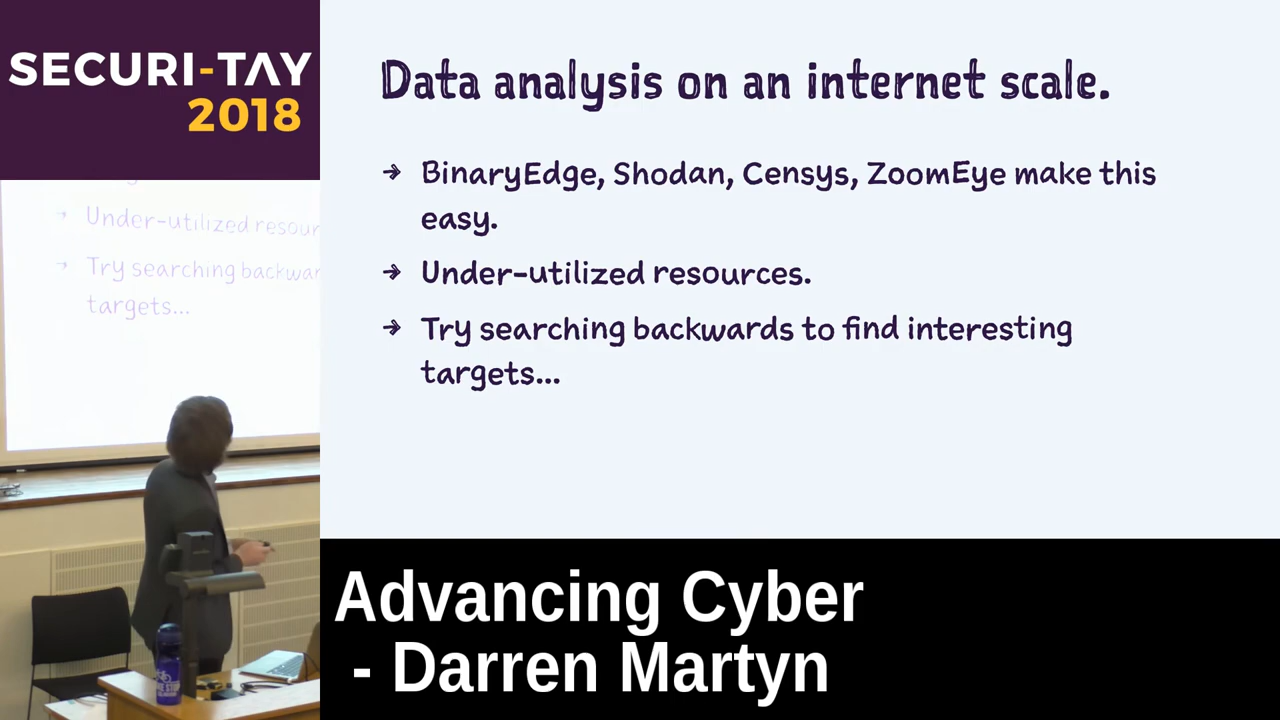 SECURI-TAY
2018
Data analysis on an internet scale.
→ BinaryEdge, Shodan, Censys, ZoomEye make this
easy.
→ Under-utilized resources.
→ Try searching backwards to find interesting
targets...
Under-utilized resour
Try searching backwar
targets...
Advancing Cyber
- Darren Martyn